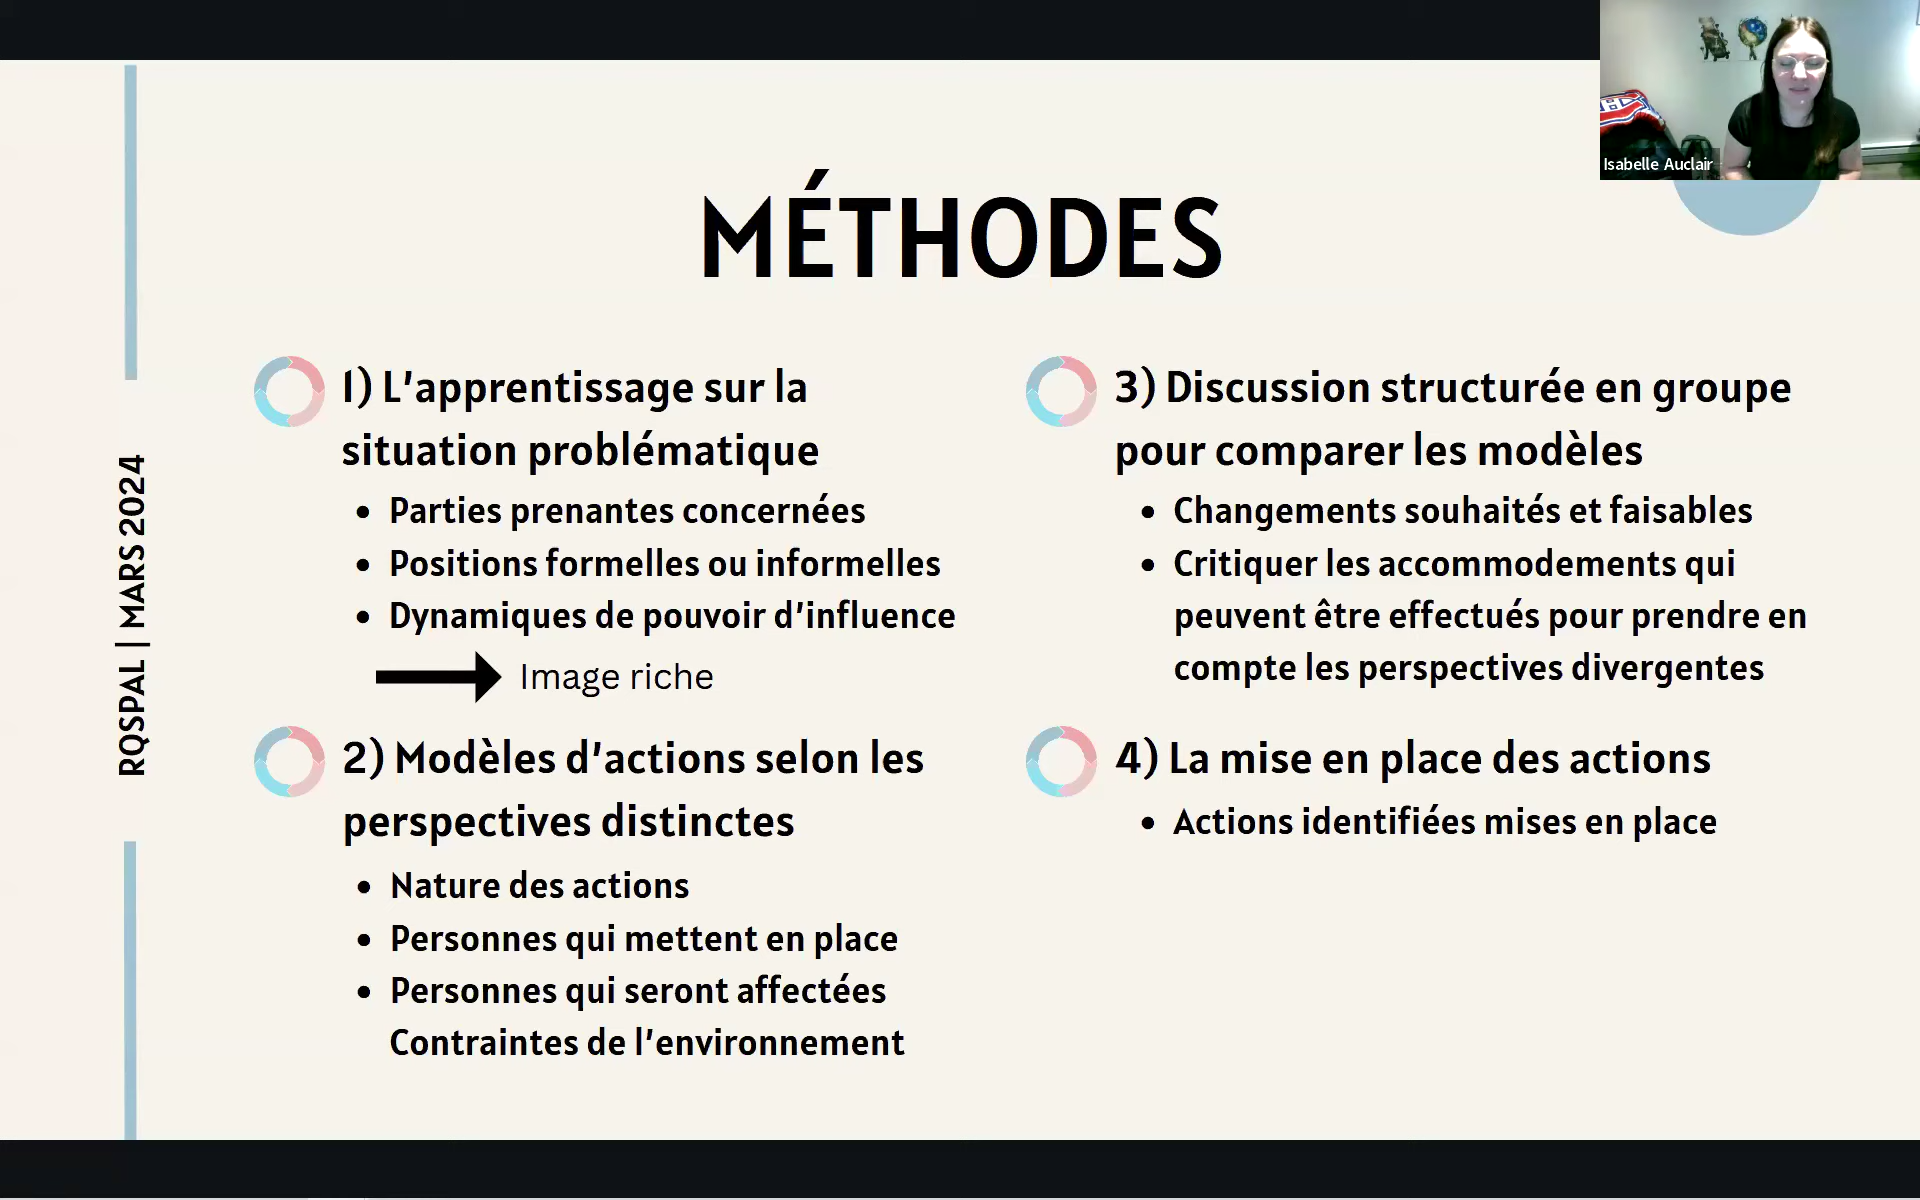 Isabelle Auclair
RQSPAL | MARS 2024
MÉTHODES
1) L'apprentissage sur la
situation problématique
• Parties prenantes concernées
• Positions formelles ou informelles
• Dynamiques de pouvoir d'influence
Image riche
2) Modèles d'actions selon les
perspectives distinctes
• Nature des actions
• Personnes qui mettent en place
• Personnes qui seront affectées
Contraintes de l'environnement
3) Discussion structurée en groupe
pour comparer les modèles
• Changements souhaités et faisables
• Critiquer les accommodements qui
peuvent être effectués pour prendre en
compte les perspectives divergentes
4) La mise en place des actions
• Actions identifiées mises en place